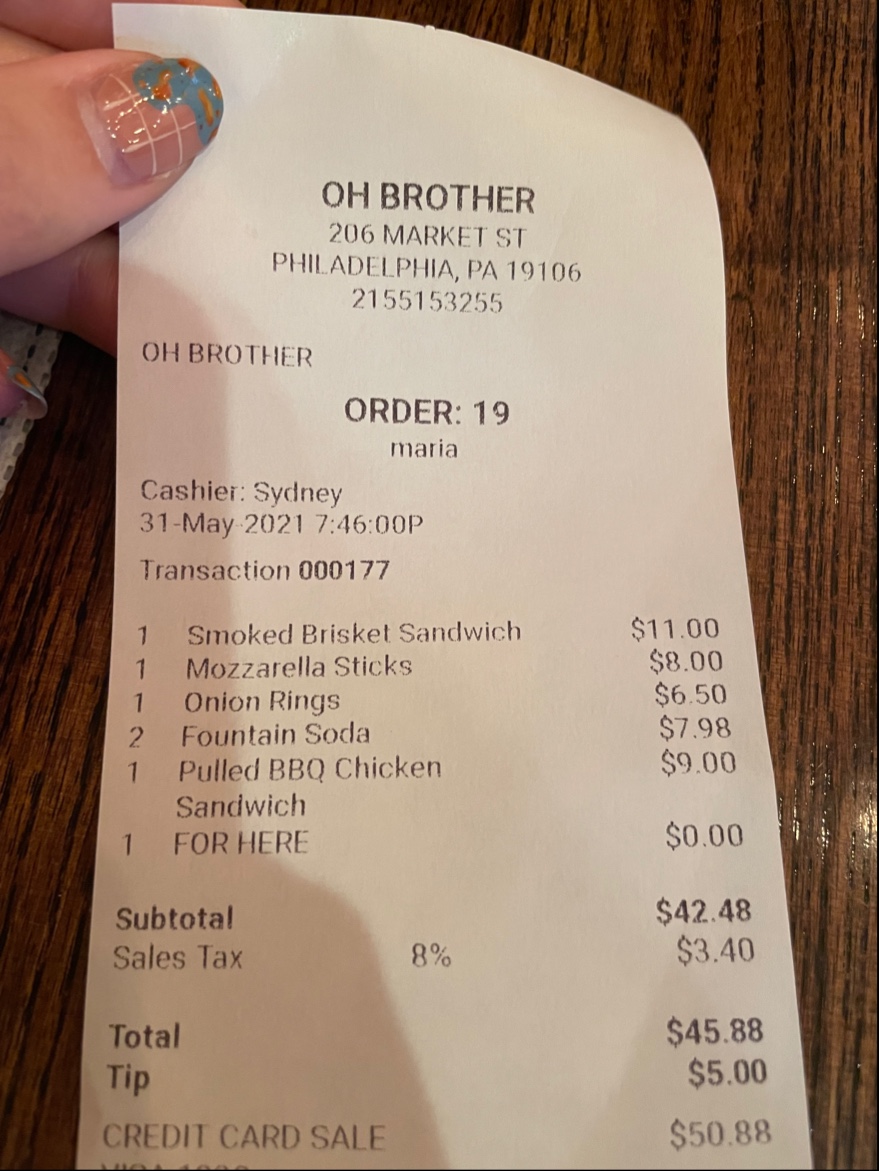 OH BROTHER
206 MARKET ST
PHILADELPHIA, PA 19106
2155153255
OH BROTHER
ORDER: 19
maria
Cashier: Sydney
31-May-2021 7:46:00P
Transaction 000177
1 Smoked Brisket Sandwich $11.00
1 Mozzarella Sticks $8.00
1 Onion Rings $6.50
2 Fountain Soda $7.98
1 Pulled BBQ Chicken $9.00
Sandwich
1 FOR HERE $0.00
Subtotal $42.48
Sales Tax 8% $3.40
Total $45.88
Tip $5.00
CREDIT CARD SALE $50.88